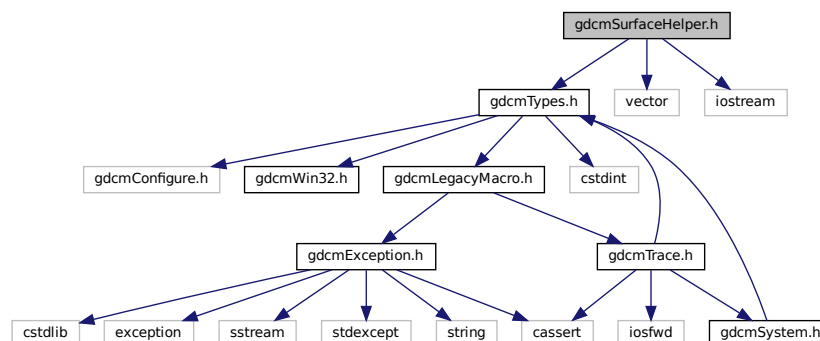 gdcmSurfaceHelper.h
gdcmTypes.h
vector
iostream
gdcmConfigure.h
gdcmWin32.h
gdcmLegacyMacro.h
cstdint
gdcmException.h
gdcmTrace.h
cstdlib
exception
sstream
stdexcept
string
cassert
iosfwd
gdcmSystem.h